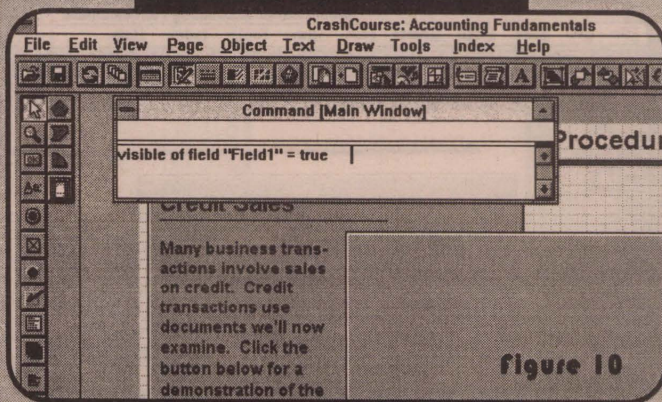 CrashCourse: Accounting Fundamentals
File Edit View Page Object Text Draw Tools Index Help
Command [Main Window]
visible of field "Field1" = true
Procedur
Credit Sales
Many business trans-
actions involve sales
on credit. Credit
transactions use
documents we'll now
examine. Click the
button below for a
demonstration of the
Figure 10